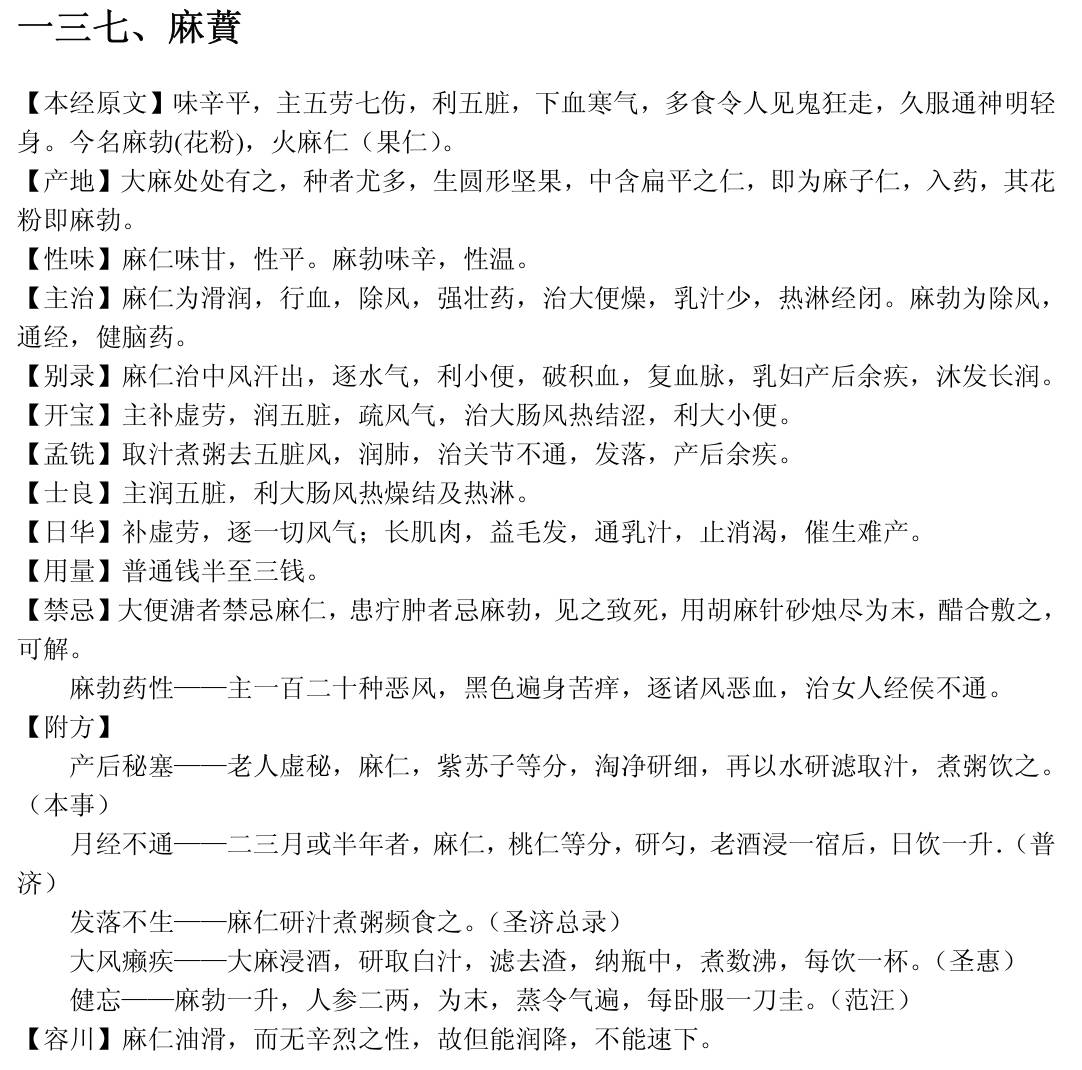 一三七、麻蕡
【本经原文】味辛平，主五劳七伤，利五脏，下血寒气，多食令人见鬼狂走，久服通神明轻
身。今名麻勃(花粉)，火麻仁（果仁）。
【产地】大麻处处有之，种者尤多，生圆形坚果，中含扁平之仁，即为麻子仁，入药，其花
粉即麻勃。
【性味】麻仁味甘，性平。麻勃味辛，性温。
【主治】麻仁为滑润，行血，除风，强壮药，治大便燥，乳汁少，热淋经闭。麻勃为除风，
通经，健脑药。
【别录】麻仁治中风汗出，逐水气，利小便，破积血，复血脉，乳妇产后余疾，沐发长润。
【开宝】主补虚劳，润五脏，疏风气，治大肠风热结涩，利大小便。
【孟铣】取汁煮粥去五脏风，润肺，治关节不通，发落，产后余疾。
【士良】主润五脏，利大肠风热燥结及热淋。
【日华】补虚劳，逐一切风气；长肌肉，益毛发，通乳汁，止消渴，催生难产。
【用量】普通钱半至三钱。
【禁忌】大便溏者禁忌麻仁，患疔肿者忌麻勃，见之致死，用胡麻针砂烛尽为末，醋合敷之，
可解。
麻勃药性——主一百二十种恶风，黑色遍身苦痒，逐诸风恶血，治女人经侯不通。
【附方】
产后秘塞——老人虚秘，麻仁，紫苏子等分，淘净研细，再以水研滤取汁，煮粥饮之。
（本事）
月经不通——二三月或半年者，麻仁，桃仁等分，研匀，老酒浸一宿后，日饮一升．（普
济）
发落不生——麻仁研汁煮粥频食之。（圣济总录）
大风癞疾——大麻浸酒，研取白汁，滤去渣，纳瓶中，煮数沸，每饮一杯。（圣惠）
健忘——麻勃一升，人参二两，为末，蒸令气遍，每卧服一刀圭。（范汪）
【容川】麻仁油滑，而无辛烈之性，故但能润降，不能速下。